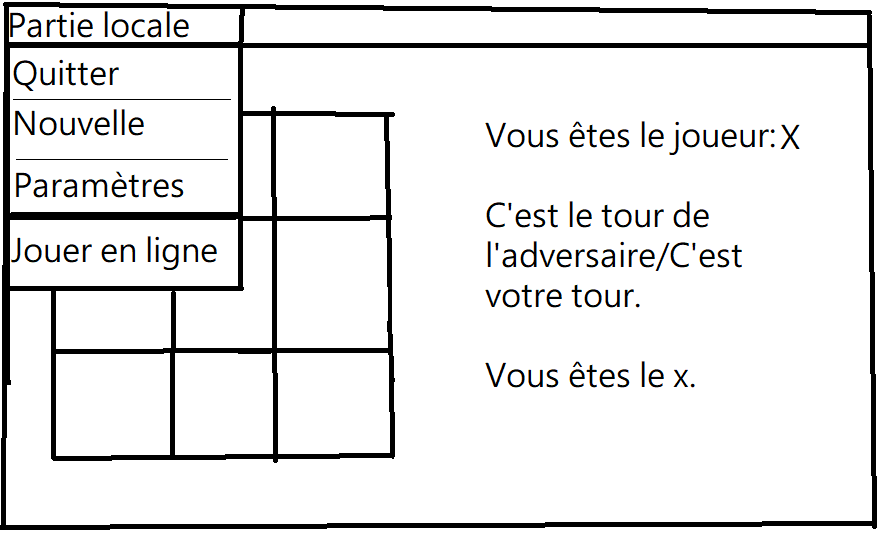 Partie locale
Quitter
Nouvelle
Paramètres
Jouer en ligne
Vous êtes le joueur: X
C'est le tour de
l'adversaire/C'est
votre tour.
Vous êtes le x.